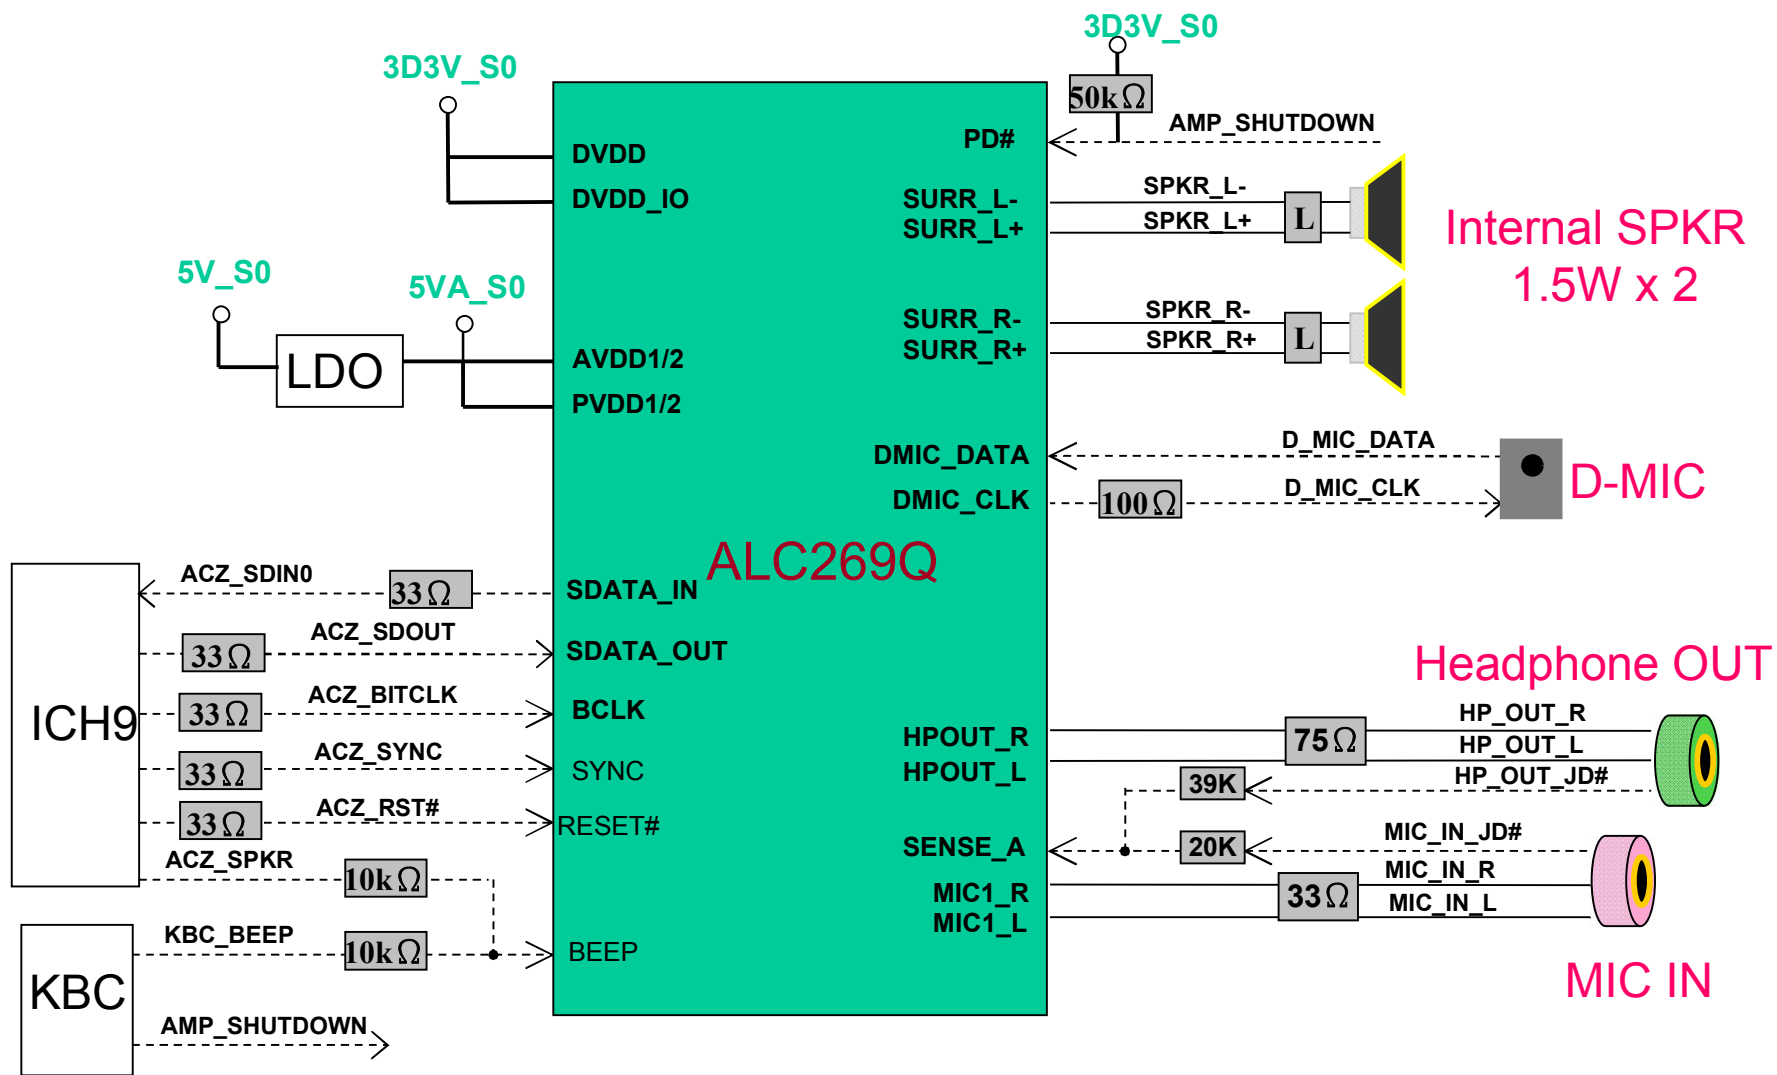 3D3V_S0
3D3V_S0
50kΩ
AMP_SHUTDOWN
PD#
DVDD
DVDD_IO
SURR_L-
SURR_L+
SPKR_L-
SPKR_L+
L
Internal SPKR
1.5W x 2
5V_S0
5VA_S0
LDO
AVDD1/2
PVDD1/2
SURR_R-
SURR_R+
SPKR_R-
SPKR_R+
L
DMIC_DATA
D_MIC_DATA
DMIC_CLK
100Ω
D_MIC_CLK
D-MIC
ALC269Q
ICH9
ACZ_SDIN0
33Ω
SDATA_IN
33Ω
ACZ_SDOUT
SDATA_OUT
33Ω
ACZ_BITCLK
BCLK
33Ω
ACZ_SYNC
SYNC
33Ω
ACZ_RST#
RESET#
ACZ_SPKR
10kΩ
KBC
KBC_BEEP
10kΩ
BEEP
AMP_SHUTDOWN
Headphone OUT
HPOUT_R
HPOUT_L
75Ω
HP_OUT_R
HP_OUT_L
39K
HP_OUT_JD#
SENSE_A
20K
MIC_IN_JD#
MIC1_R
MIC1_L
33Ω
MIC_IN_R
MIC_IN_L
MIC IN